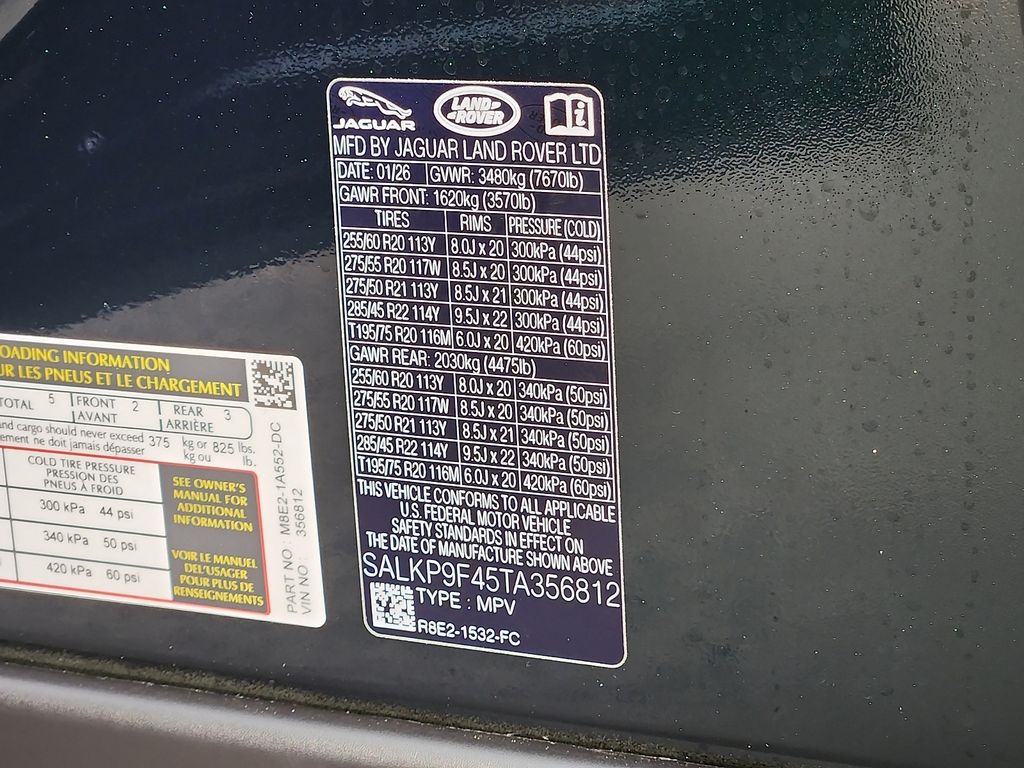 JAGUAR
LAND ROVER
MFD BY JAGUAR LAND ROVER LTD
DATE: 01/26 GVWR: 3480kg (7670lb)
GAWR FRONT: 1620kg (3570lb)
TIRES RIMS PRESSURE (COLD)
255/60 R20 113Y 8.0J x 20 300kPa (44psi)
275/55 R20 117W 8.5J x 20 300kPa (44psi)
275/50 R21 113Y 8.5J x 21 300kPa (44psi)
285/45 R22 114Y 9.5J x 22 300kPa (44psi)
T195/75 R20 116M 6.0J x 20 420kPa (60psi)
GAWR REAR: 2030kg (4475lb)
255/60 R20 113Y 8.0J x 20 340kPa (50psi)
275/55 R20 117W 8.5J x 20 340kPa (50psi)
275/50 R21 113Y 8.5J x 21 340kPa (50psi)
285/45 R22 114Y 9.5J x 22 340kPa (50psi)
T195/75 R20 116M 6.0J x 20 420kPa (60psi)
THIS VEHICLE CONFORMS TO ALL APPLICABLE
U.S. FEDERAL MOTOR VEHICLE
SAFETY STANDARDS IN EFFECT ON
THE DATE OF MANUFACTURE SHOWN ABOVE
SALKP9F45TA356812
TYPE : MPV
R8E2-1532-FC
OADING INFORMATION
UR LES PNEUS ET LE CHARGEMENT
TOTAL 5 FRONT 2 REAR 3
AVANT ARRIÈRE
and cargo should never exceed 375 kg or 825 lbs.
ement ne doit jamais dépasser kg ou lb.
COLD TIRE PRESSURE
PRESSION DES
PNEUS À FROID
300 kPa 44 psi
340 kPa 50 psi
420 kPa 60 psi
SEE OWNER'S
MANUAL FOR
ADDITIONAL
INFORMATION
VOIR LE MANUEL
DEL'USAGER
POUR PLUS DE
RENSEIGNEMENTS
PART NO : M8E2-1A552-DC
VIN NO : 356812